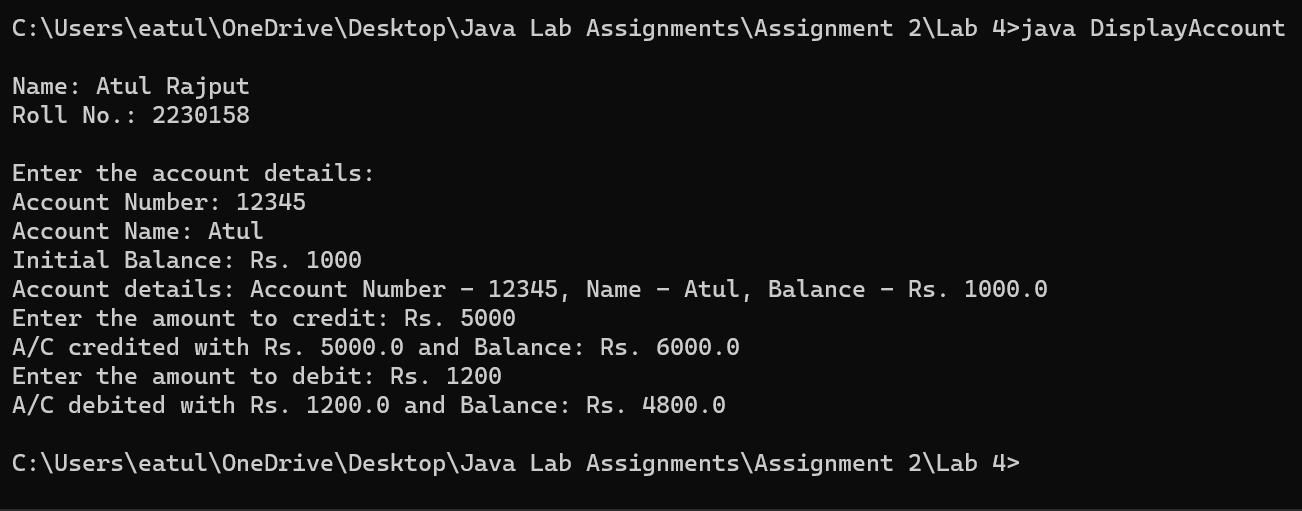 C:\Users\eatul\OneDrive\Desktop\Java Lab Assignments\Assignment 2\Lab 4>java DisplayAccount
Name: Atul Rajput
Roll No.: 2230158
Enter the account details:
Account Number: 12345
Account Name: Atul
Initial Balance: Rs. 1000
Account details: Account Number - 12345, Name - Atul, Balance - Rs. 1000.0
Enter the amount to credit: Rs. 5000
A/C credited with Rs. 5000.0 and Balance: Rs. 6000.0
Enter the amount to debit: Rs. 1200
A/C debited with Rs. 1200.0 and Balance: Rs. 4800.0
C:\Users\eatul\OneDrive\Desktop\Java Lab Assignments\Assignment 2\Lab 4>